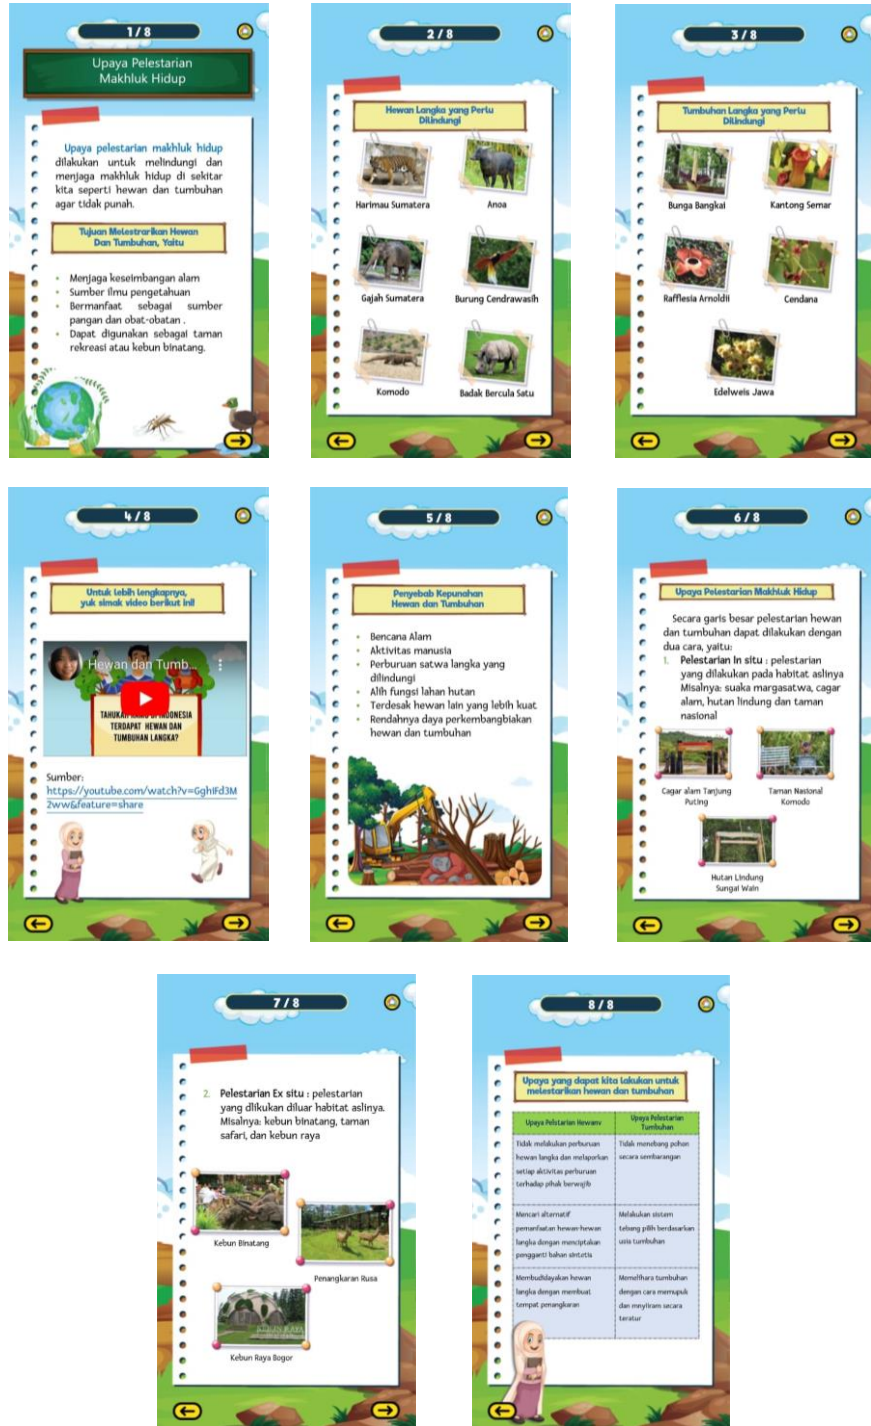 1 / 8
Upaya Pelestarian
Makhluk Hidup
Upaya pelestarian makhluk hidup
dilakukan untuk melindungi dan
menjaga makhluk hidup di sekitar
kita seperti hewan dan tumbuhan
agar tidak punah.
Tujuan Melestrarikan Hewan
Dan Tumbuhan, Yaitu
• Menjaga keseimbangan alam
• Sumber ilmu pengetahuan
• Bermanfaat sebagai sumber
pangan dan obat-obatan .
• Dapat digunakan sebagai taman
rekreasi atau kebun binatang.
2 / 8
Hewan Langka yang Perlu
Dilindungi
Harimau Sumatera
Anoa
Gajah Sumatera
Burung Cendrawasih
Komodo
Badak Bercula Satu
3 / 8
Tumbuhan Langka yang Perlu
Dilindungi
Bunga Bangkai
Kantong Semar
Rafflesia Arnoldii
Cendana
Edelweis Jawa
4 / 8
Untuk lebih lengkapnya,
yuk simak video berikut ini!
Hewan dan Tumb...
TERDAPAT HEWAN DAN
TUMBUHAN LANGKA?
Sumber:
https://youtube.com/watch?v=GghIFd3M
2ww&feature=share
5 / 8
Penyebab Kepunahan
Hewan dan Tumbuhan
• Bencana Alam
• Aktivitas manusia
• Perburuan satwa langka yang
dilindungi
• Alih fungsi lahan hutan
• Terdesak hewan lain yang lebih kuat
• Rendahnya daya perkembangbiakan
hewan dan tumbuhan
6 / 8
Upaya Pelestarian Makhluk Hidup
Secara garis besar pelestarian hewan
dan tumbuhan dapat dilakukan dengan
dua cara, yaitu:
1. Pelestarian In situ : pelestarian
yang dilakukan pada habitat aslinya
Misalnya: suaka margasatwa, cagar
alam, hutan lindung dan taman
nasional
Cagar alam Tanjung
Puting
Taman Nasional
Komodo
Hutan Lindung
Sungai Wain
7 / 8
2. Pelestarian Ex situ : pelestarian
yang dlikukan diluar habitat aslinya.
Misalnya: kebun binatang, taman
safari, dan kebun raya
Kebun Binatang
Penangkaran Rusa
Kebun Raya Bogor
8 / 8
Upaya yang dapat kita lakukan untuk
melestarikan hewan dan tumbuhan
Upaya Pelstarian Hewanv
Upaya Pelestarian
Tumbuhan
Tidak melakukan perburuan
hewan langka dan melaporkan
setiap aktivitas perburuan
terhadap pihak berwajib
Tidak menebang pohon
secara sembarangan
Mencari alternatif
pemanfaatan hewan-hewan
langka dengan menciptakan
pengganti bahan sintetis
Melakukan sistem
tebang pilih berdasarkan
usis tumbuhan
Membudidayakan hewan
langka dengan membuat
tempat penangkaran
Memelihara tumbuhan
dengan cara memupuk
dan mnyiram secara
teratur